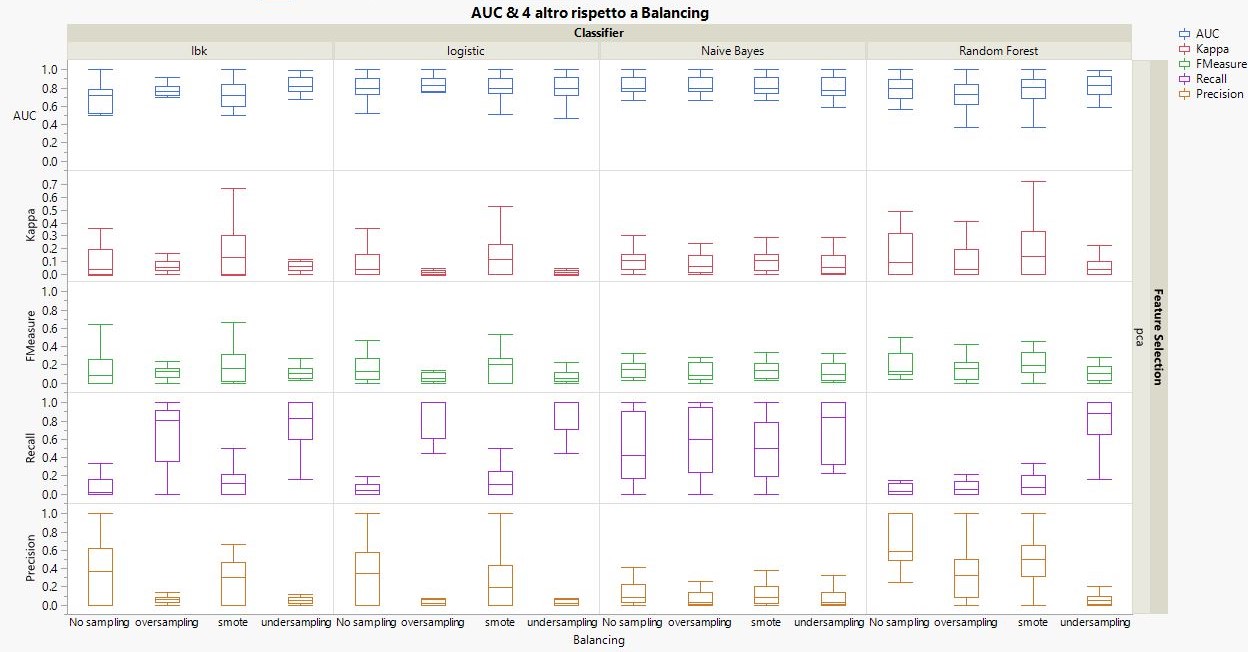 AUC & 4 altro rispetto a Balancing
Classifier
Ibk logistic Naive Bayes Random Forest
AUC
Kappa
FMeasure
Recall
Precision
AUC
1.0
0.8
0.6
0.4
0.2
0.0
Kappa
0.7
0.6
0.5
0.4
0.3
0.2
0.1
0.0
FMeasure
1.0
0.8
0.6
0.4
0.2
0.0
Recall
1.0
0.8
0.6
0.4
0.2
0.0
Precision
1.0
0.8
0.6
0.4
0.2
0.0
pca
Feature Selection
No sampling oversampling smote undersampling No sampling oversampling smote undersampling No sampling oversampling smote undersampling No sampling oversampling smote undersampling
Balancing